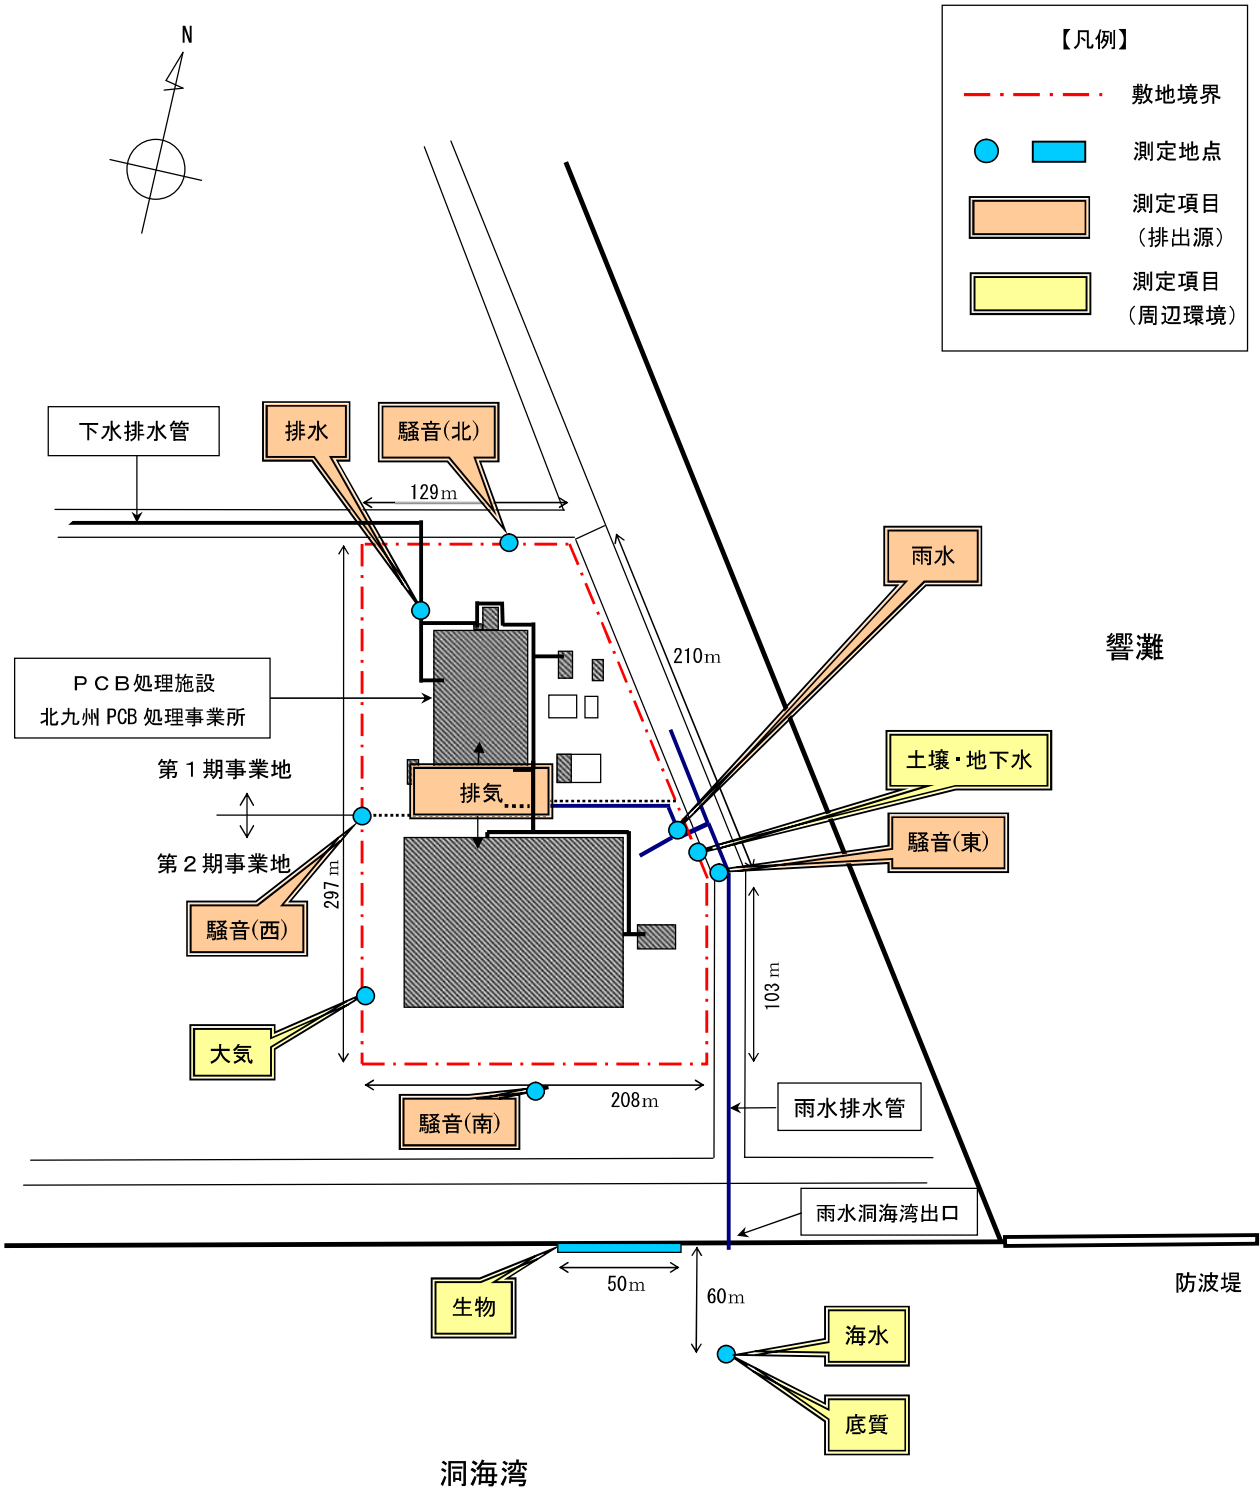 N
【凡例】
敷地境界
測定地点
測定項目
（排出源）
測定項目
（周辺環境）
下水排水管
排水
騒音(北)
129m
雨水
響灘
210m
ＰＣＢ処理施設
北九州 PCB 処理事業所
第１期事業地
排気
土壌・地下水
騒音(東)
第２期事業地
297 m
騒音(西)
103 m
大気
208m
騒音(南)
雨水排水管
雨水洞海湾出口
50m
60m
防波堤
生物
海水
底質
洞海湾